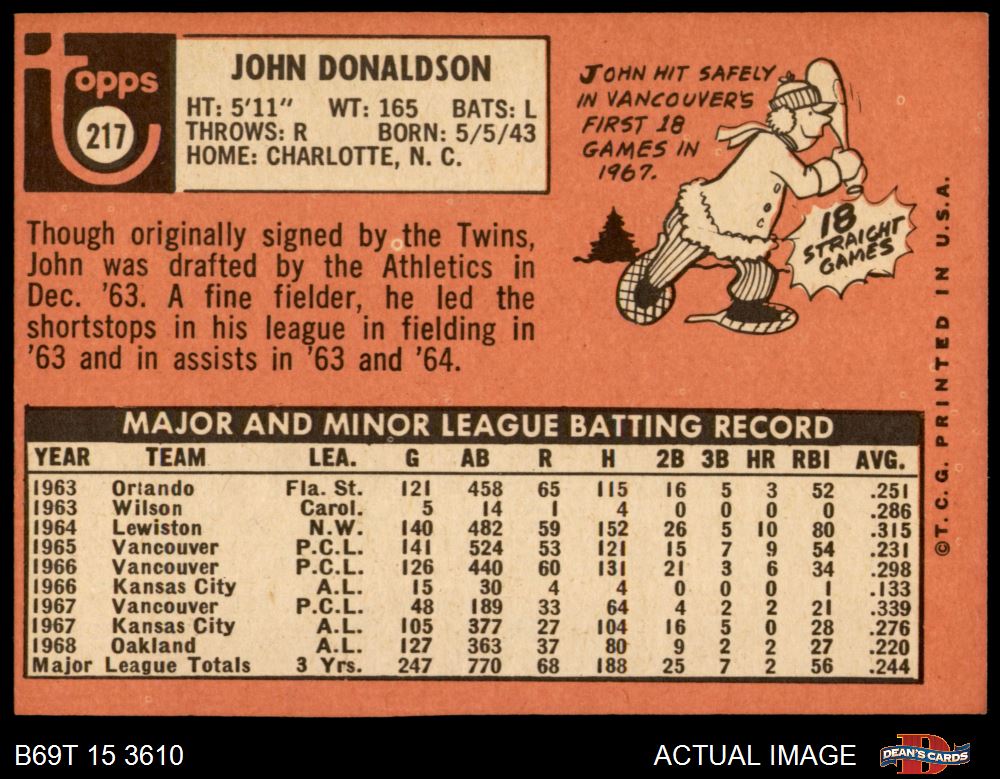 Topps
217
JOHN DONALDSON
HT: 5'11" WT: 165 BATS: L
THROWS: R BORN: 5/5/43
HOME: CHARLOTTE, N. C.
JOHN HIT SAFELY
IN VANCOUVER'S
FIRST 18
GAMES IN
1967.
18
STRAIGHT
GAMES
Though originally signed by the Twins,
John was drafted by the Athletics in
Dec. '63. A fine fielder, he led the
shortstops in his league in fielding in
'63 and in assists in '63 and '64.
MAJOR AND MINOR LEAGUE BATTING RECORD
YEAR TEAM LEA. G AB R H 2B 3B HR RBI AVG.
1963 Orlando Fla. St. 121 458 65 115 16 5 3 52 .251
1963 Wilson Carol. 5 14 1 4 0 0 0 0 .286
1964 Lewiston N.W. 140 482 59 152 26 5 10 80 .315
1965 Vancouver P.C.L. 141 524 53 121 15 7 9 54 .231
1966 Vancouver P.C.L. 126 440 60 131 21 3 6 34 .298
1966 Kansas City A.L. 15 30 4 4 0 0 0 1 .133
1967 Vancouver P.C.L. 48 189 33 64 4 2 2 21 .339
1967 Kansas City A.L. 105 377 27 104 16 5 0 28 .276
1968 Oakland A.L. 127 363 37 80 9 2 2 27 .220
Major League Totals 3 Yrs. 247 770 68 188 25 7 2 56 .244
©T. C. G. PRINTED IN U.S.A.
B69T 15 3610
ACTUAL IMAGE
DEAN'S CARDS